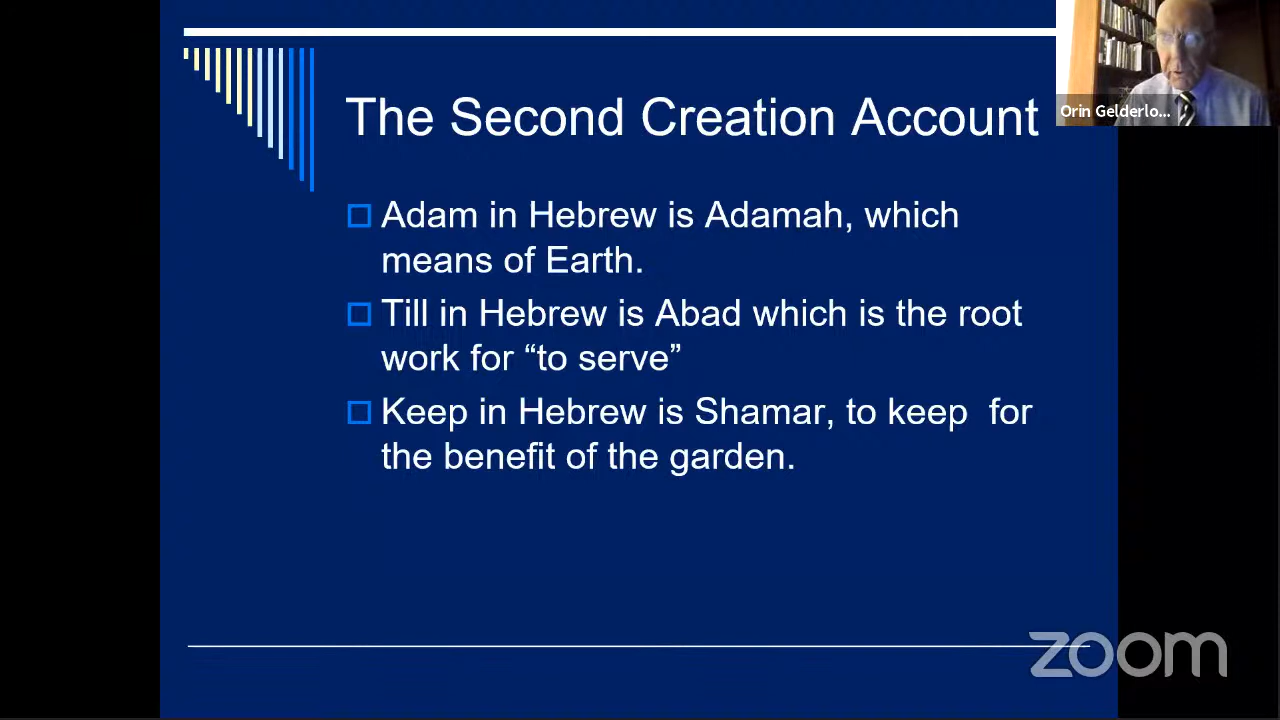 The Second Creation Account
Orin Gelderlo...
Adam in Hebrew is Adamah, which
means of Earth.
Till in Hebrew is Abad which is the root
work for “to serve”
Keep in Hebrew is Shamar, to keep  for
the benefit of the garden.
zoom